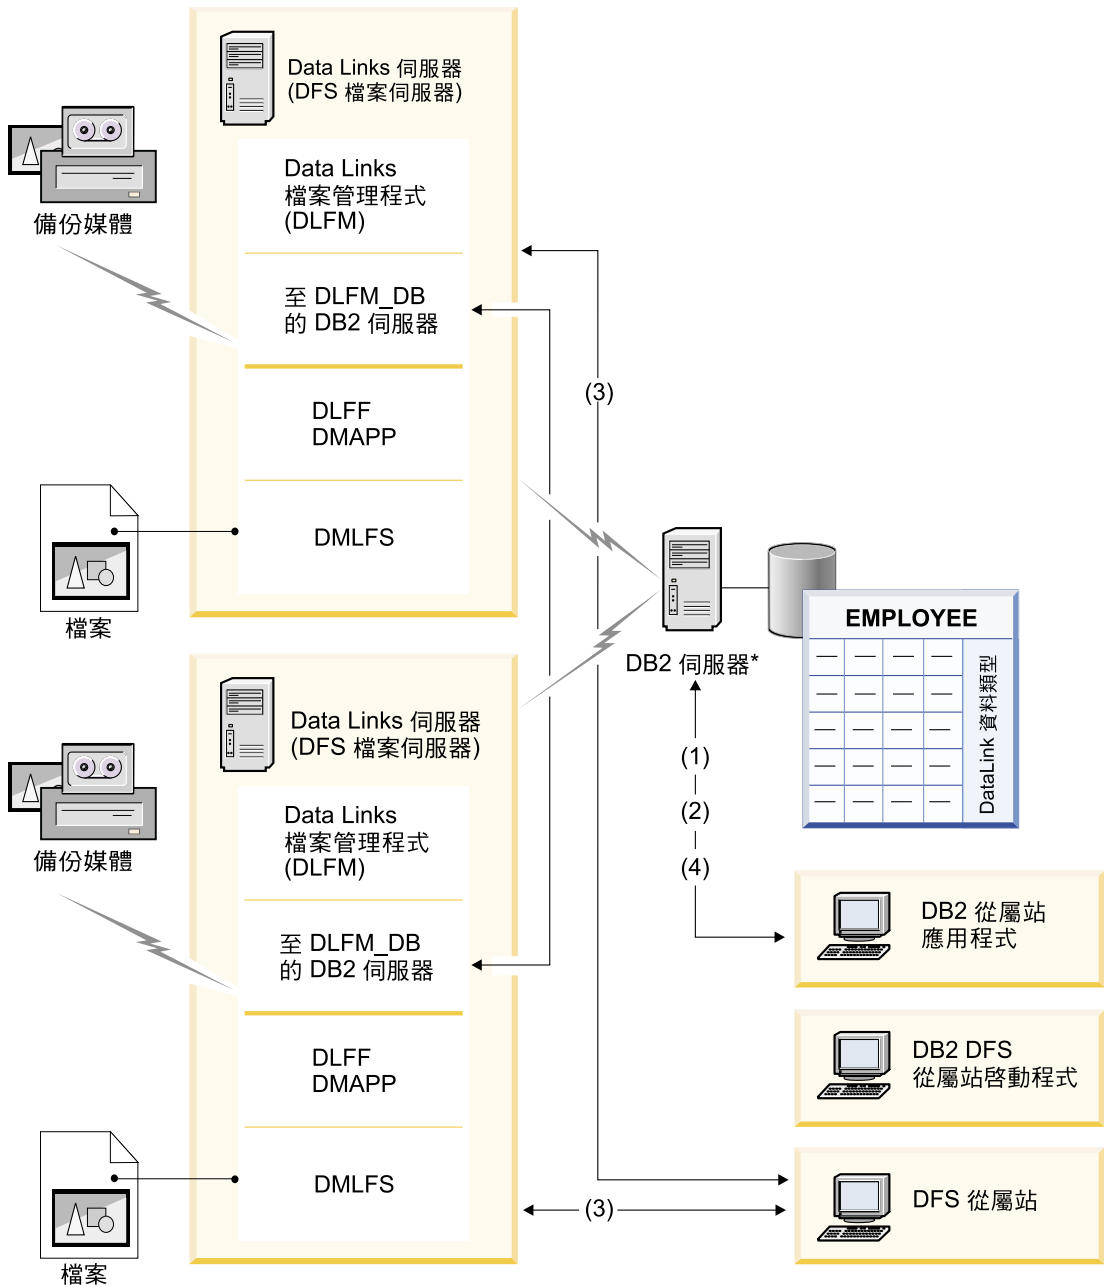 Data Links 伺服器
(DFS 檔案伺服器)
Data Links
檔案管理程式
(DLFM)
備份媒體
至 DLFM_DB
的 DB2 伺服器
(3)
DLFF
DMAPP
DMLFS
檔案
EMPLOYEE
DataLink 資料類型
DB2 伺服器*
Data Links 伺服器
(DFS 檔案伺服器)
(1)
(2)
(4)
Data Links
檔案管理程式
(DLFM)
備份媒體
至 DLFM_DB
的 DB2 伺服器
DB2 從屬站
應用程式
DLFF
DMAPP
DB2 DFS
從屬站啓動程式
DMLFS
(3)
DFS 從屬站
檔案